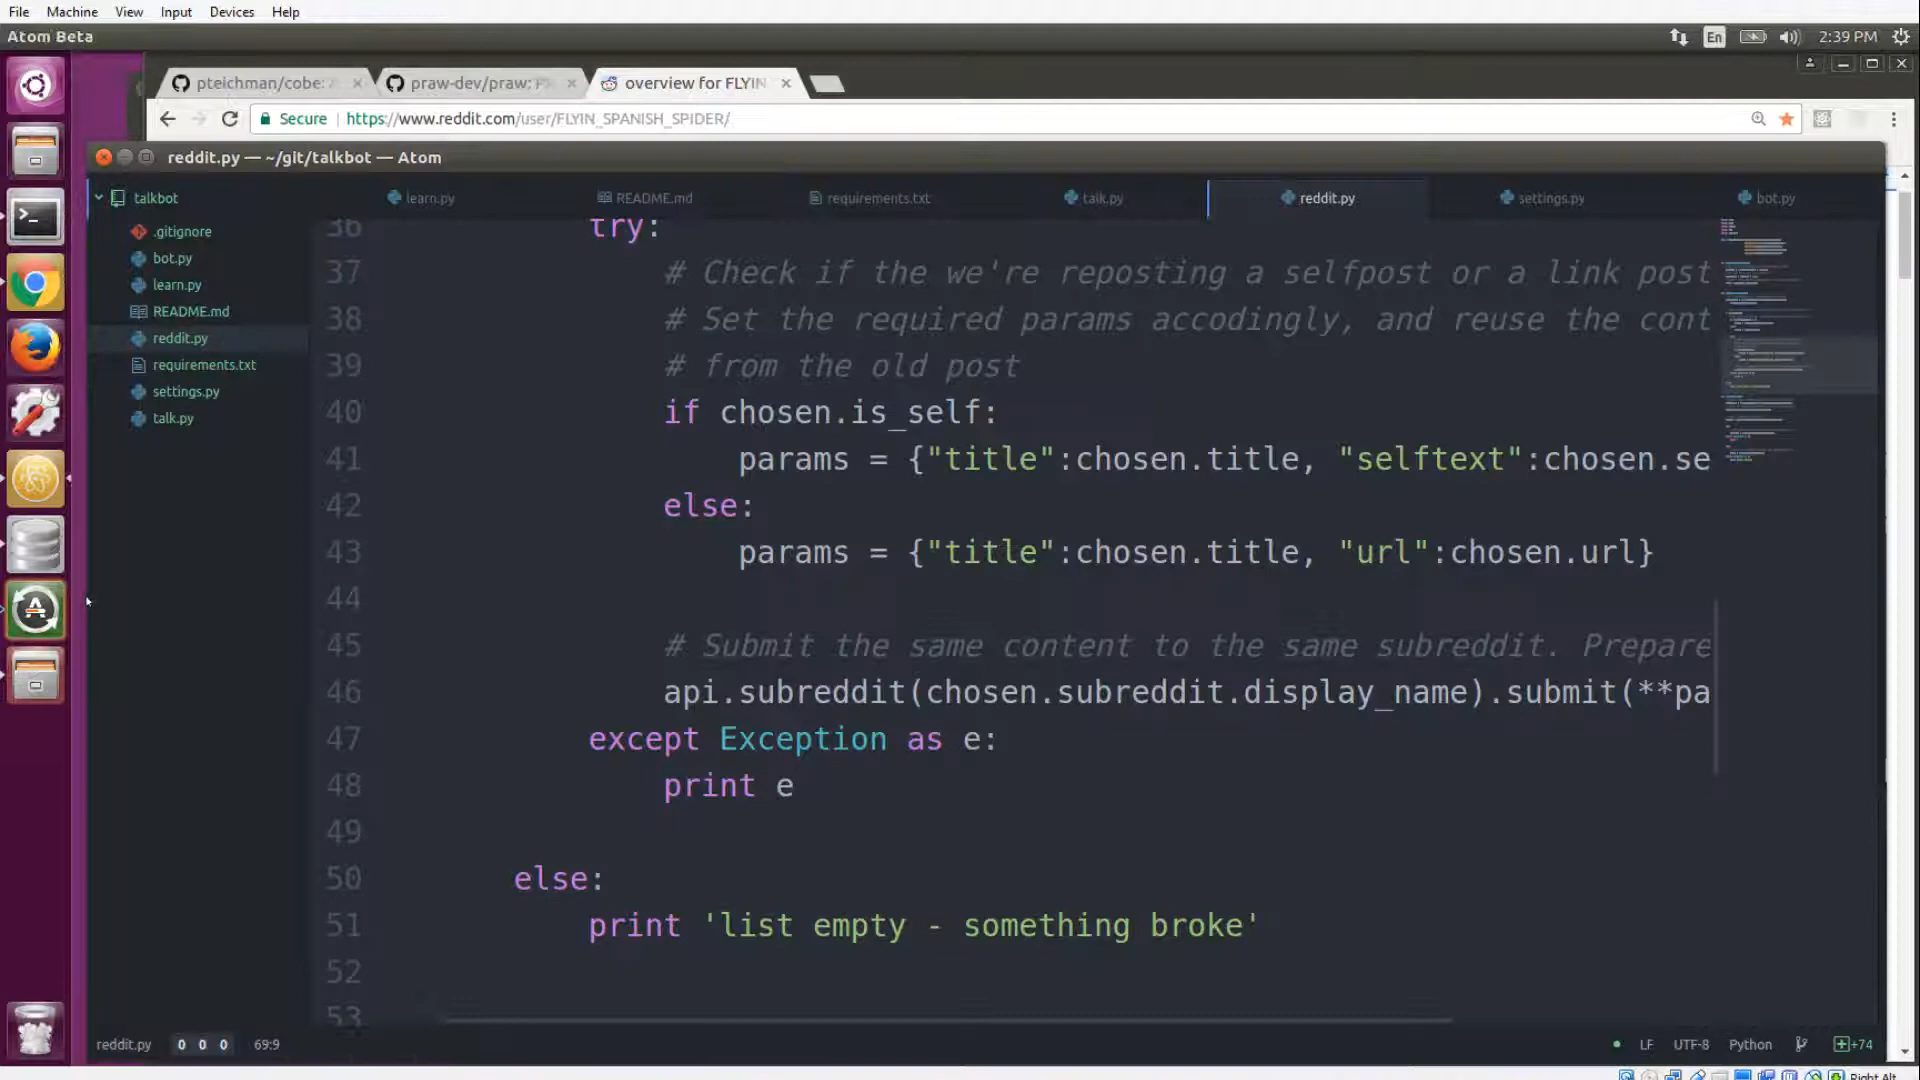 File Machine View Input Devices Help
Atom Beta En 2:39 PM
pteichman/cobe: praw-dev/praw: overview for FLYIN
Secure https://www.reddit.com/user/FLYIN_SPANISH_SPIDER/
reddit.py — ~/git/talkbot — Atom
talkbot learn.py README.md requirements.txt talk.py reddit.py settings.py bot.py
.gitignore
bot.py
learn.py
README.md
reddit.py
requirements.txt
settings.py
talk.py
36 try:
37 # Check if the we're reposting a selfpost or a link post
38 # Set the required params accodingly, and reuse the cont
39 # from the old post
40 if chosen.is_self:
41 params = {"title":chosen.title, "selftext":chosen.se
42 else:
43 params = {"title":chosen.title, "url":chosen.url}
44
45 # Submit the same content to the same subreddit. Prepare
46 api.subreddit(chosen.subreddit.display_name).submit(**pa
47 except Exception as e:
48 print e
49
50 else:
51 print 'list empty - something broke'
52
53
reddit.py 0 0 0 69:9 LF UTF-8 Python +74
Right Alt